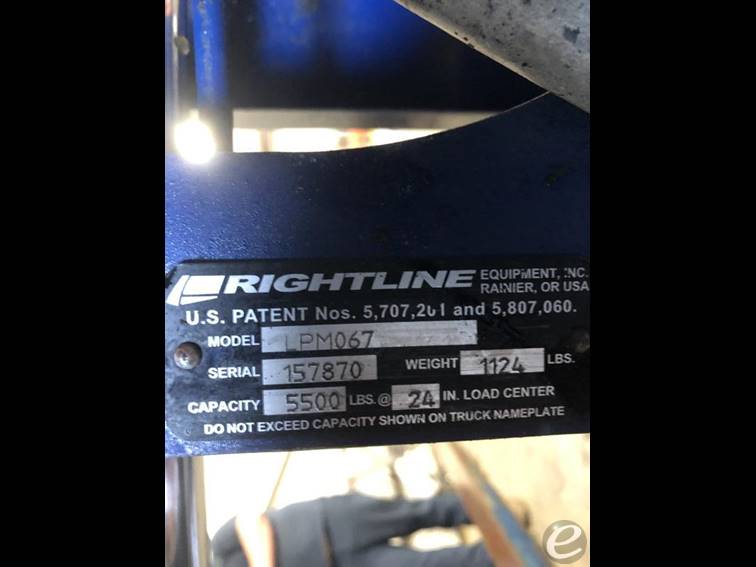 RIGHTLINE EQUIPMENT, INC.
RAINIER, OR USA
U.S. PATENT Nos. 5,707,201 and 5,807,060.
MODEL LPM067
SERIAL 157870 WEIGHT 1124 LBS.
CAPACITY 5500 LBS.@ 24 IN. LOAD CENTER
DO NOT EXCEED CAPACITY SHOWN ON TRUCK NAMEPLATE
e